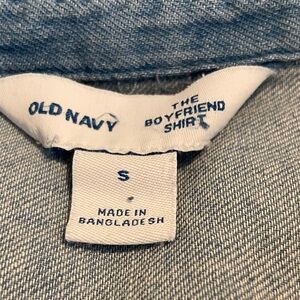 OLD NAVY
THE
BOYFRIEND
SHIRT
S
MADE IN
BANGLADESH